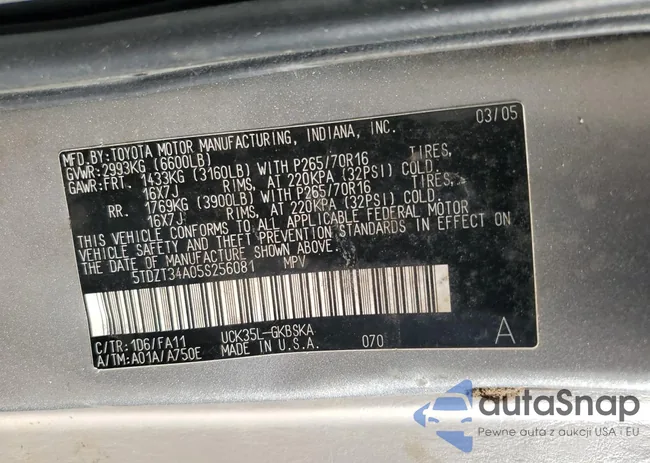 03/05
MFD.BY:TOYOTA MOTOR MANUFACTURING, INDIANA, INC.
GVWR:2993KG (6600LB)
GAWR:FRT. 1433KG (3160LB) WITH P265/70R16 TIRES,
16X7J RIMS, AT 220KPA (32PSI) COLD.
RR. 1769KG (3900LB) WITH P265/70R16 TIRES,
16X7J RIMS, AT 220KPA (32PSI) COLD.
THIS VEHICLE CONFORMS TO ALL APPLICABLE FEDERAL MOTOR
VEHICLE SAFETY AND THEFT PREVENTION STANDARDS IN EFFECT ON
THE DATE OF MANUFACTURE SHOWN ABOVE.
5TDZT34A05S256081 MPV
C/TR:1D6/FA11 UCK35L-GKBSKA
A/TM:A01A/A750E MADE IN U.S.A. 070 A
autaSnap
Pewne auta z aukcji USA i EU